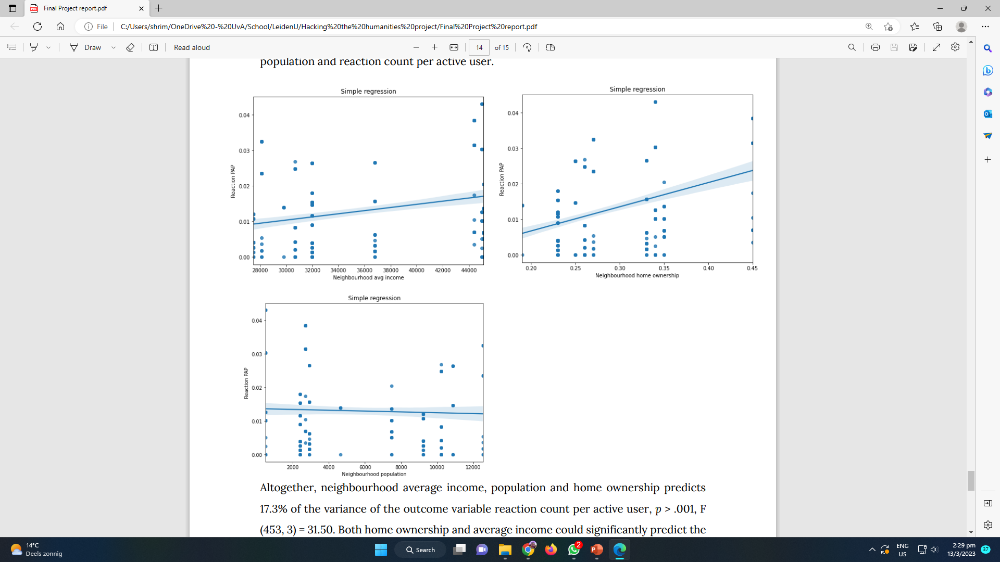 Final Project report.pdf
File
C:/Users/shrim/OneDrive%20-%20UvA/School/LeidenU/Hacking%20the%20humanities%20project/Final%20Project%20report.pdf
Draw
Read aloud
14
of 15
population and reaction count per active user.
Simple regression
0.04
0.03
0.02
0.01
0.00
Reaction PAP
28000 30000 32000 34000 36000 38000 40000 42000 44000
Neighbourhood avg income
Simple regression
0.04
0.03
0.02
0.01
0.00
Reaction PAP
0.20 0.25 0.30 0.35 0.40 0.45
Neighbourhood home ownership
Simple regression
0.04
0.03
0.02
0.01
0.00
Reaction PAP
2000 4000 6000 8000 10000 12000
Neighbourhood population
Altogether, neighbourhood average income, population and home ownership predicts
17.3% of the variance of the outcome variable reaction count per active user, p > .001, F
(453, 3) = 31.50. Both home ownership and average income could significantly predict the
14°C
Deels zonnig
Search
2
ENG
US
2:29 pm
13/3/2023
37